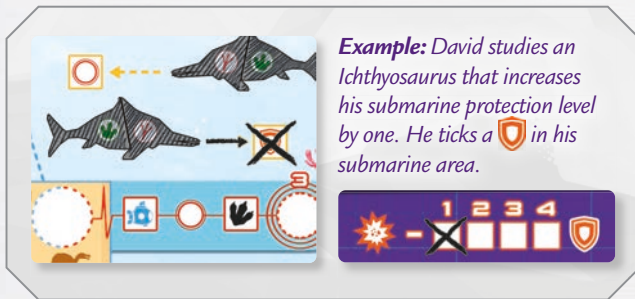 Example: David studies an
Ichthyosaurus that increases
his submarine protection level
by one. He ticks a in his
submarine area.
3
1 2 3 4
-